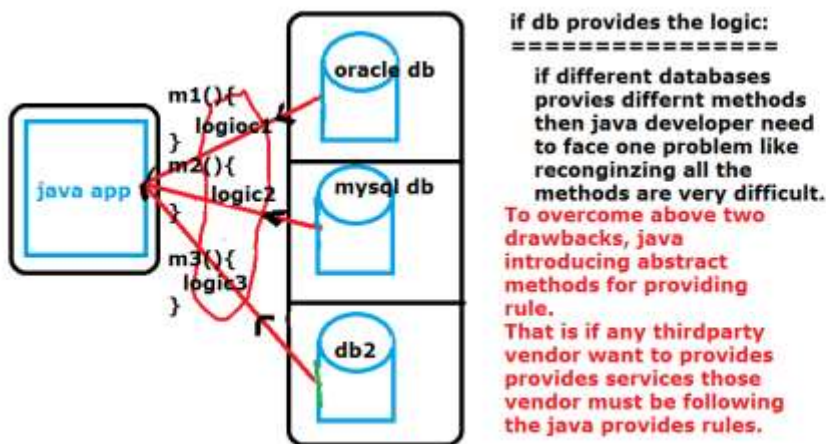 java app
m1(){
logioc1
}
m2(){
logic2
}
m3(){
logic3
}
oracle db
mysql db
db2
if db provides the logic:
================
if different databases
provies differnt methods
then java developer need
to face one problem like
reconginzing all the
methods are very difficult.
To overcome above two
drawbacks, java
introducing abstract
methods for providing
rule.
That is if any thirdparty
vendor want to provides
provides services those
vendor must be following
the java provides rules.